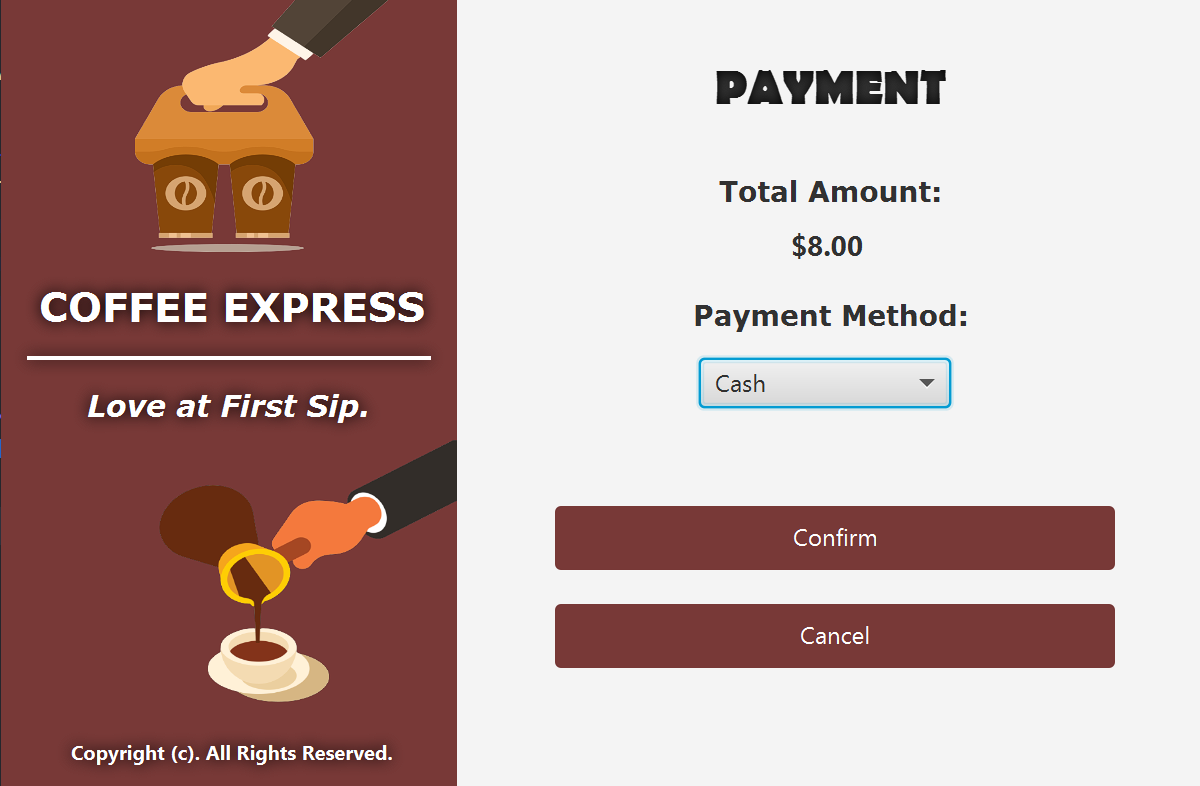 COFFEE EXPRESS
Love at First Sip.
Copyright (c). All Rights Reserved.
PAYMENT
Total Amount:
$8.00
Payment Method:
Cash
Confirm
Cancel